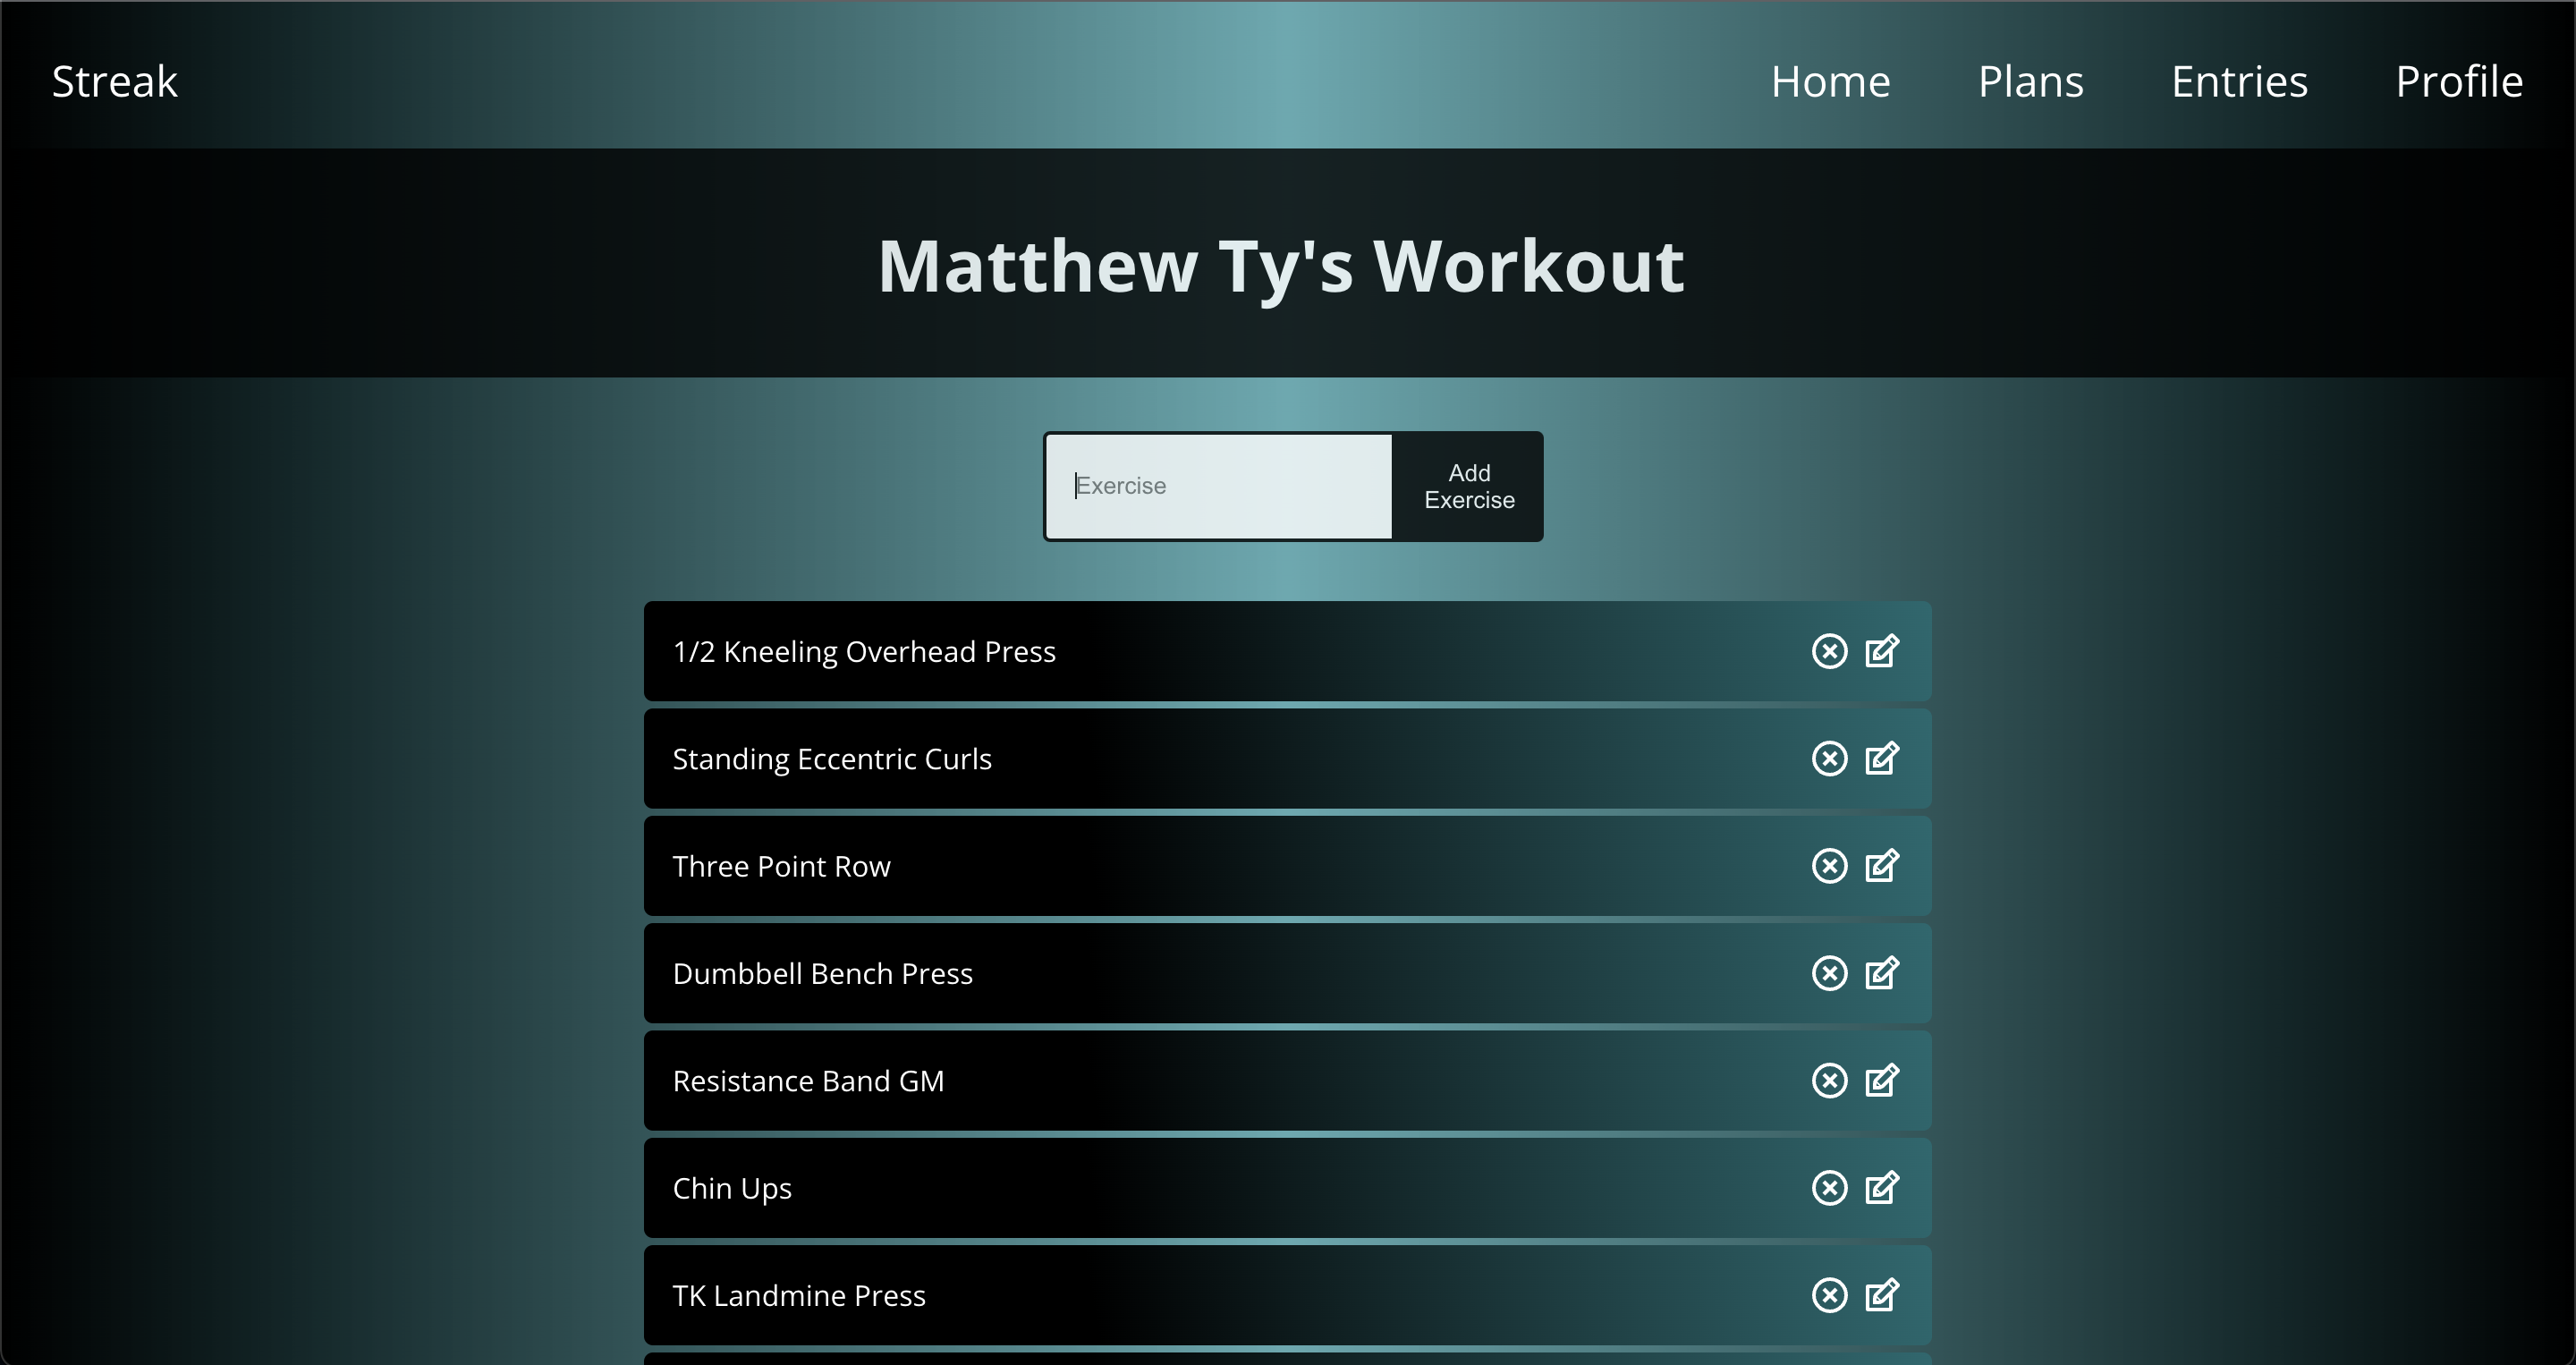 Streak
Home Plans Entries Profile
Matthew Ty's Workout
Exercise
Add
Exercise
1/2 Kneeling Overhead Press
Standing Eccentric Curls
Three Point Row
Dumbbell Bench Press
Resistance Band GM
Chin Ups
TK Landmine Press